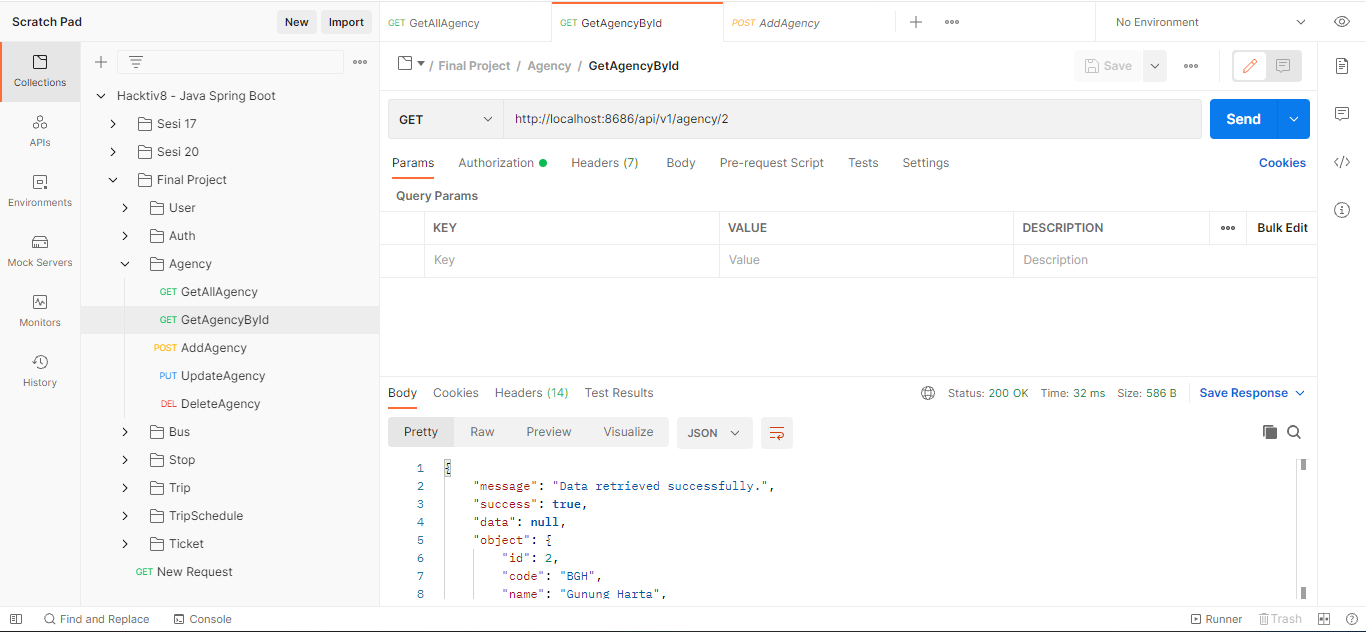 Scratch Pad
New
Import
GET GetAllAgency
GET GetAgencyById
POST AddAgency
No Environment
Collections
APIs
Environments
Mock Servers
Monitors
History
Hacktiv8 - Java Spring Boot
Sesi 17
Sesi 20
Final Project
User
Auth
Agency
GET GetAllAgency
GET GetAgencyById
POST AddAgency
PUT UpdateAgency
DEL DeleteAgency
Bus
Stop
Trip
TripSchedule
Ticket
GET New Request
/ Final Project / Agency / GetAgencyById
Save
GET
http://localhost:8686/api/v1/agency/2
Send
Params Authorization Headers (7) Body Pre-request Script Tests Settings
Cookies
Query Params
KEY VALUE DESCRIPTION Bulk Edit
Key Value Description
Body Cookies Headers (14) Test Results
Status: 200 OK Time: 32 ms Size: 586 B Save Response
Pretty Raw Preview Visualize JSON
1 {
2 "message": "Data retrieved successfully.",
3 "success": true,
4 "data": null,
5 "object": {
6 "id": 2,
7 "code": "BGH",
8 "name": "Gunung Harta",
Find and Replace
Console
Runner
Trash